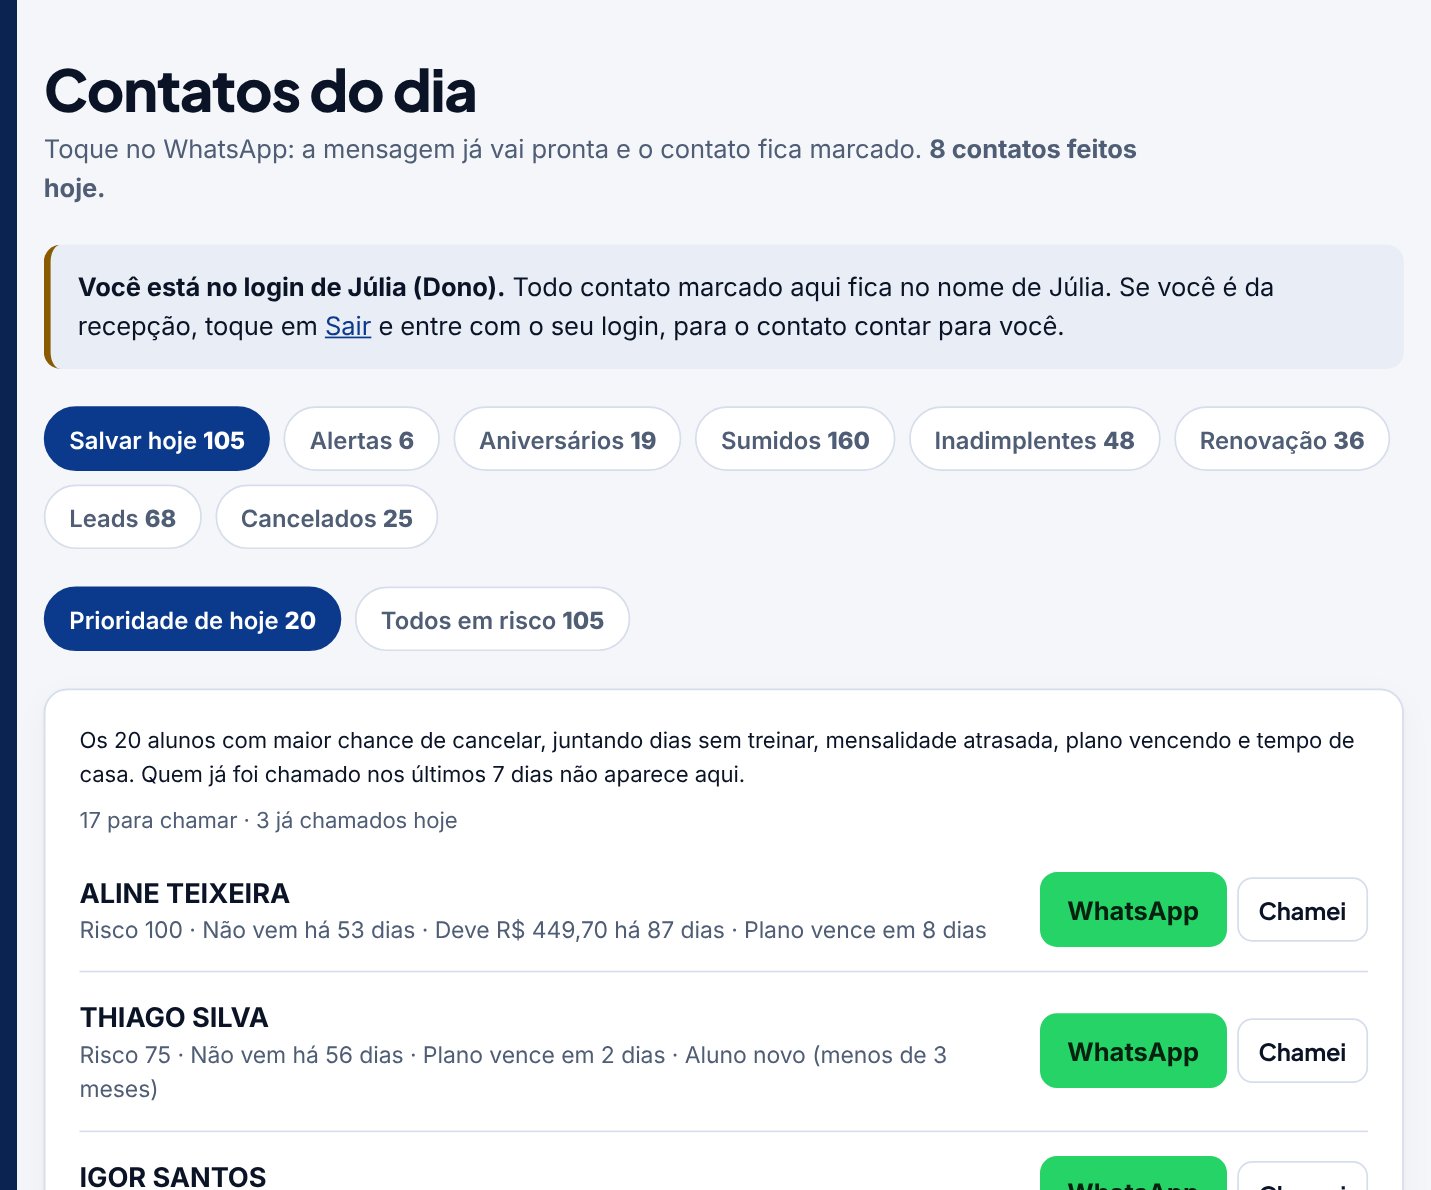 Contatos do dia
Toque no WhatsApp: a mensagem já vai pronta e o contato fica marcado. 8 contatos feitos
hoje.
Você está no login de Júlia (Dono). Todo contato marcado aqui fica no nome de Júlia. Se você é da
recepção, toque em Sair e entre com o seu login, para o contato contar para você.
Salvar hoje 105 Alertas 6 Aniversários 19 Sumidos 160 Inadimplentes 48 Renovação 36
Leads 68 Cancelados 25
Prioridade de hoje 20 Todos em risco 105
Os 20 alunos com maior chance de cancelar, juntando dias sem treinar, mensalidade atrasada, plano vencendo e tempo de
casa. Quem já foi chamado nos últimos 7 dias não aparece aqui.
17 para chamar · 3 já chamados hoje
ALINE TEIXEIRA
Risco 100 · Não vem há 53 dias · Deve R$ 449,70 há 87 dias · Plano vence em 8 dias
WhatsApp Chamei
THIAGO SILVA
Risco 75 · Não vem há 56 dias · Plano vence em 2 dias · Aluno novo (menos de 3
meses)
WhatsApp Chamei
IGOR SANTOS
WhatsApp Chamei